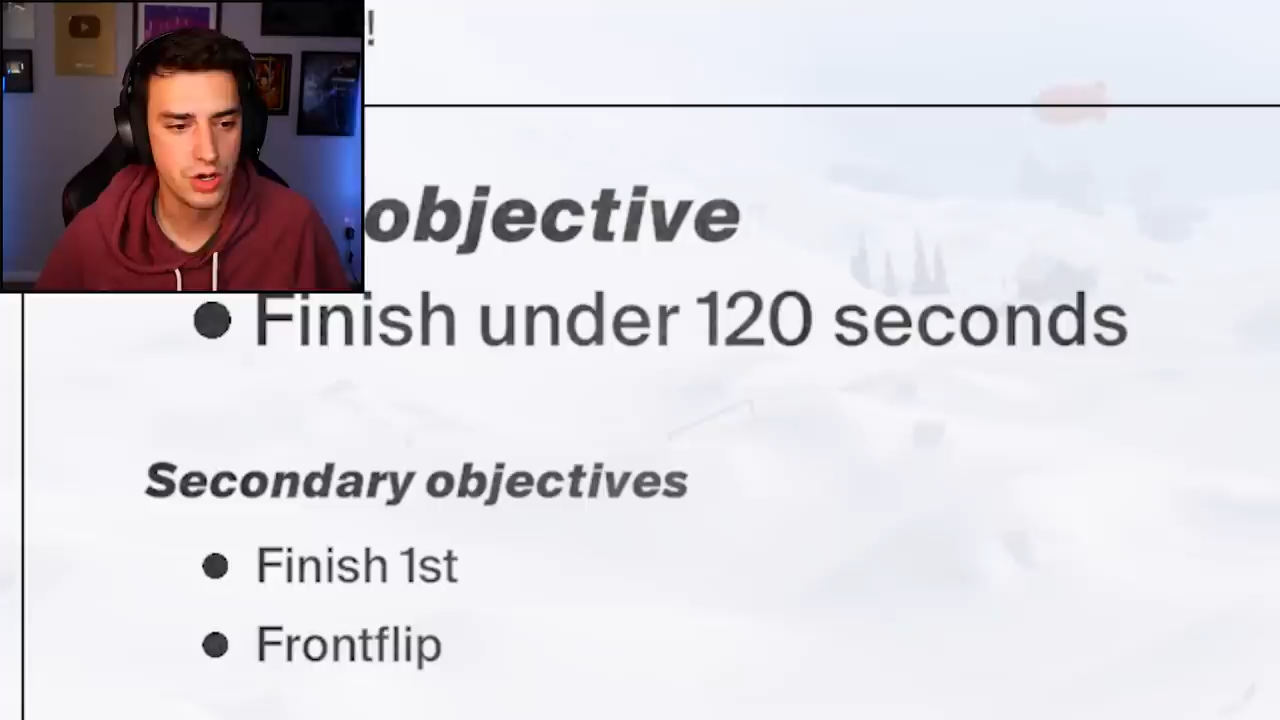 !
objective
Finish under 120 seconds
Secondary objectives
Finish 1st
Frontflip